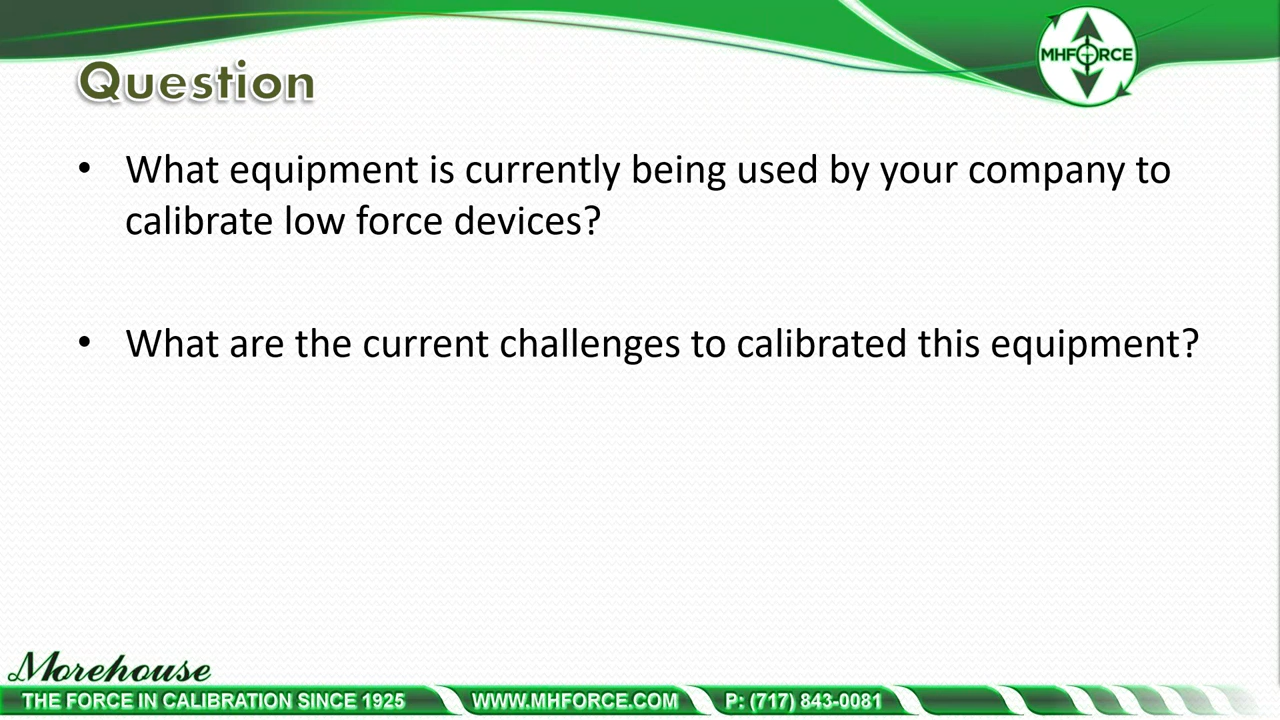 MHFORCE
Question
• What equipment is currently being used by your company to
calibrate low force devices?
• What are the current challenges to calibrated this equipment?
Morehouse
THE FORCE IN CALIBRATION SINCE 1925 WWW.MHFORCE.COM P: (717) 843-0081